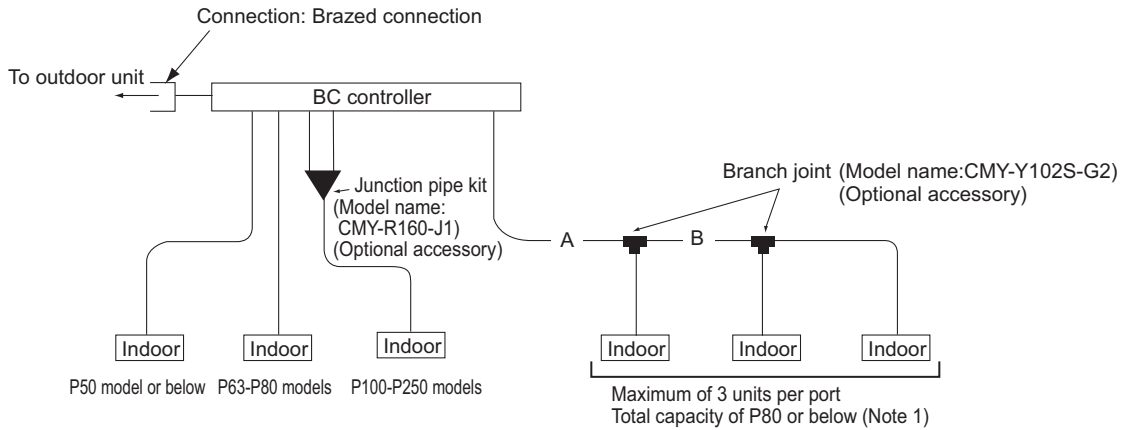 Connection: Brazed connection
To outdoor unit
BC controller
Junction pipe kit
(Model name:
CMY-R160-J1)
(Optional accessory)
Branch joint (Model name:CMY-Y102S-G2)
(Optional accessory)
A
B
Indoor
Indoor
Indoor
Indoor
Indoor
Indoor
P50 model or below
P63-P80 models
P100-P250 models
Maximum of 3 units per port
Total capacity of P80 or below (Note 1)